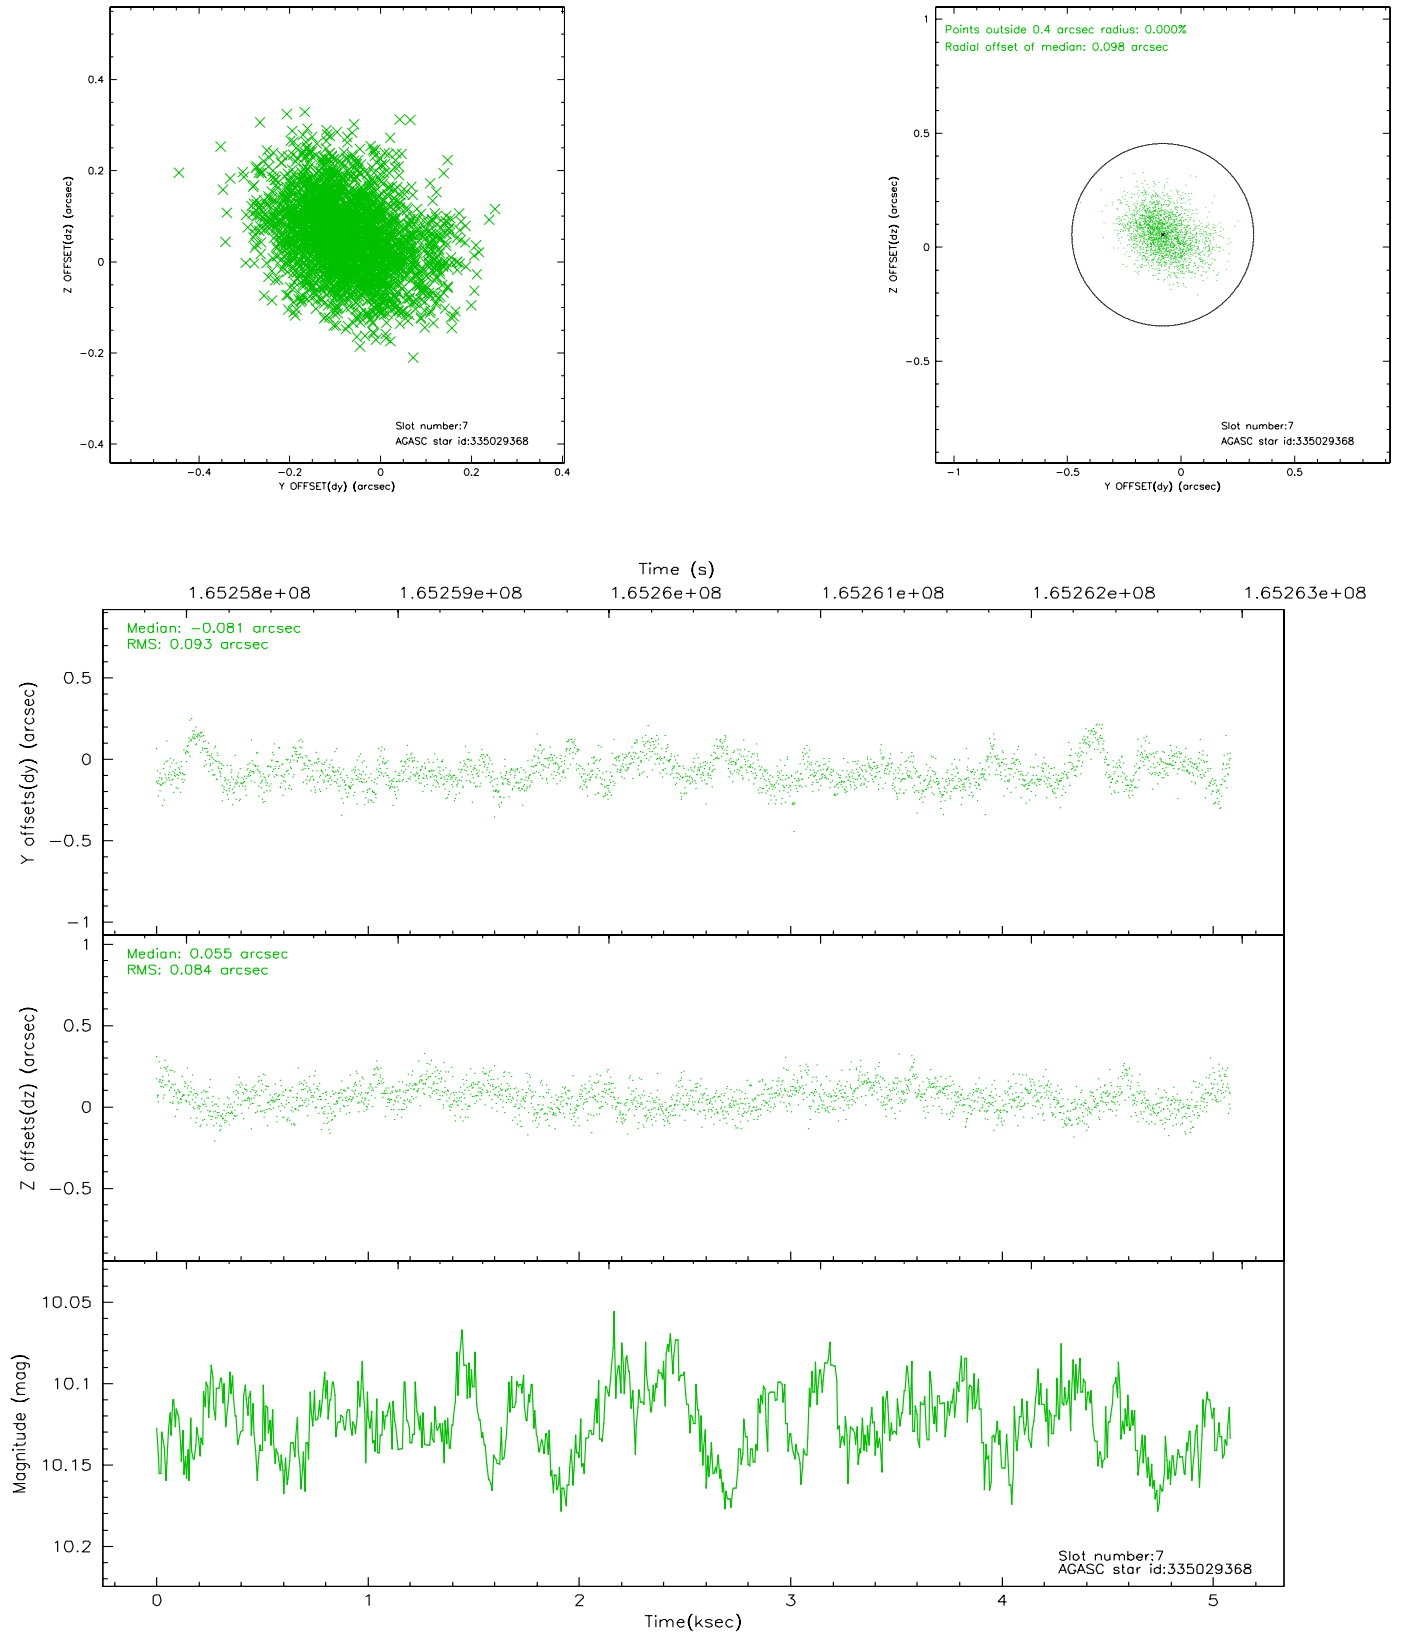 0.4
0.2
0
−0.2
−0.4
Z OFFSET(dz) (arcsec)
Slot number:7
AGASC star id:335029368
−0.4 −0.2 0 0.2 0.4
Y OFFSET(dy) (arcsec)
Points outside 0.4 arcsec radius: 0.000%
Radial offset of median: 0.098 arcsec
1
0.5
0
−0.5
Z OFFSET(dz) (arcsec)
Slot number:7
AGASC star id:335029368
−1 −0.5 0 0.5
Y OFFSET(dy) (arcsec)
Time (s)
1.65258e+08 1.65259e+08 1.6526e+08 1.65261e+08 1.65262e+08 1.65263e+08
Median: −0.081 arcsec
RMS: 0.093 arcsec
0.5
0
−0.5
−1
Y offsets(dy) (arcsec)
Median: 0.055 arcsec
RMS: 0.084 arcsec
1
0.5
0
−0.5
Z offsets(dz) (arcsec)
10.05
10.1
10.15
10.2
Magnitude (mag)
Slot number:7
AGASC star id:335029368
0 1 2 3 4 5
Time(ksec)